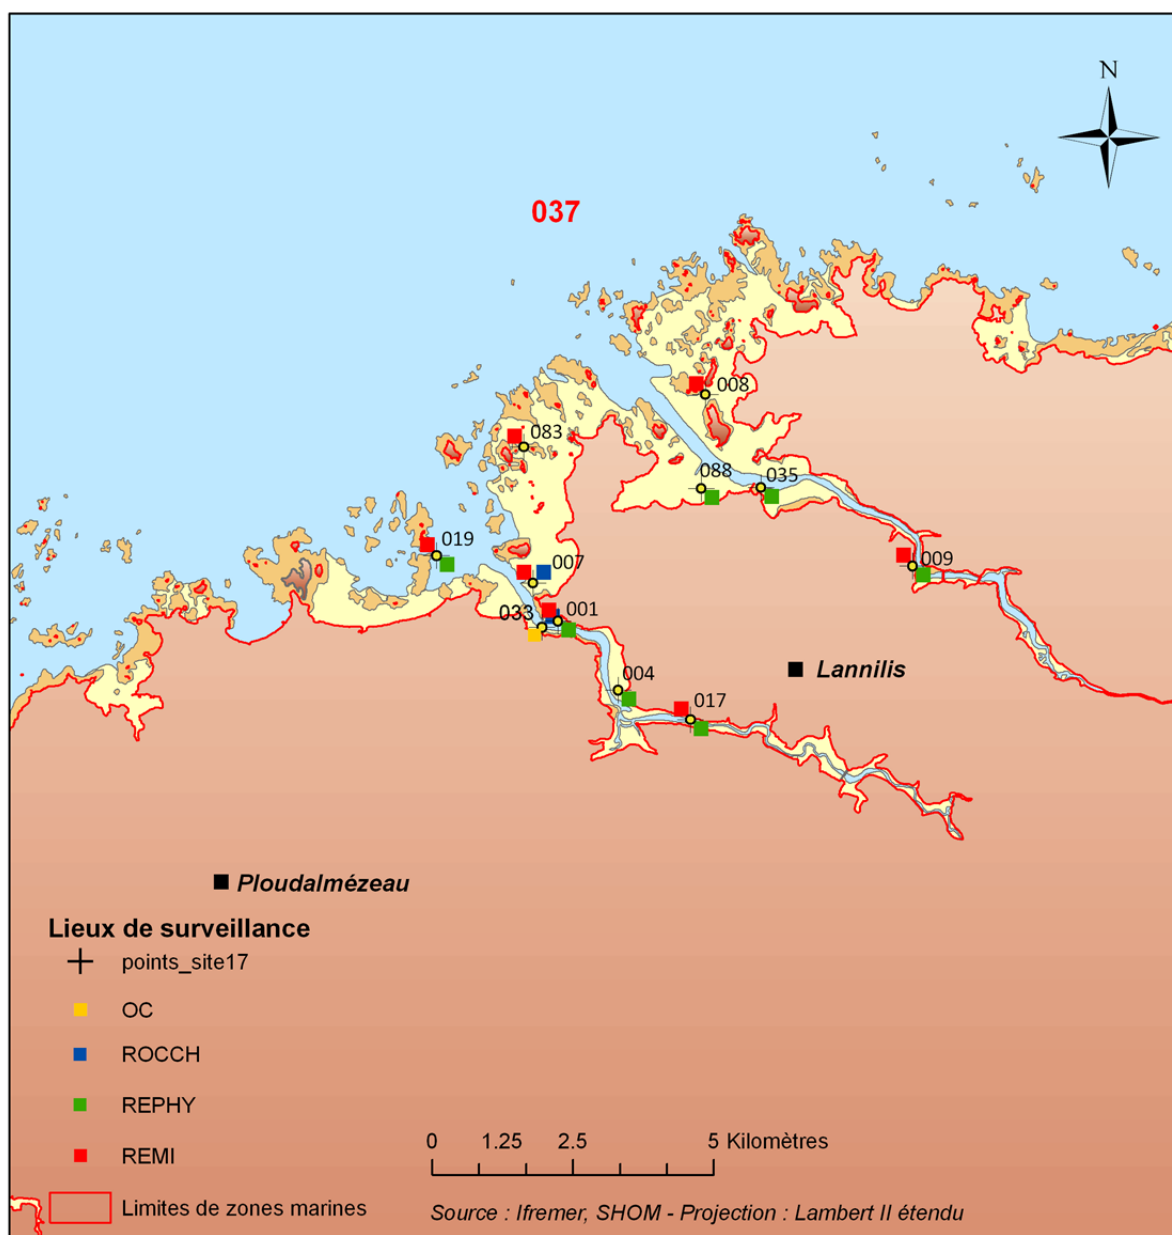 N
037
008
083
088
035
019
007
009
001
033
004
Lannilis
017
Ploudalmézeau
Lieux de surveillance
points_site17
OC
ROCCH
REPHY
REMI
Limites de zones marines
0 1.25 2.5 5 Kilomètres
Source : Ifremer, SHOM - Projection : Lambert II étendu